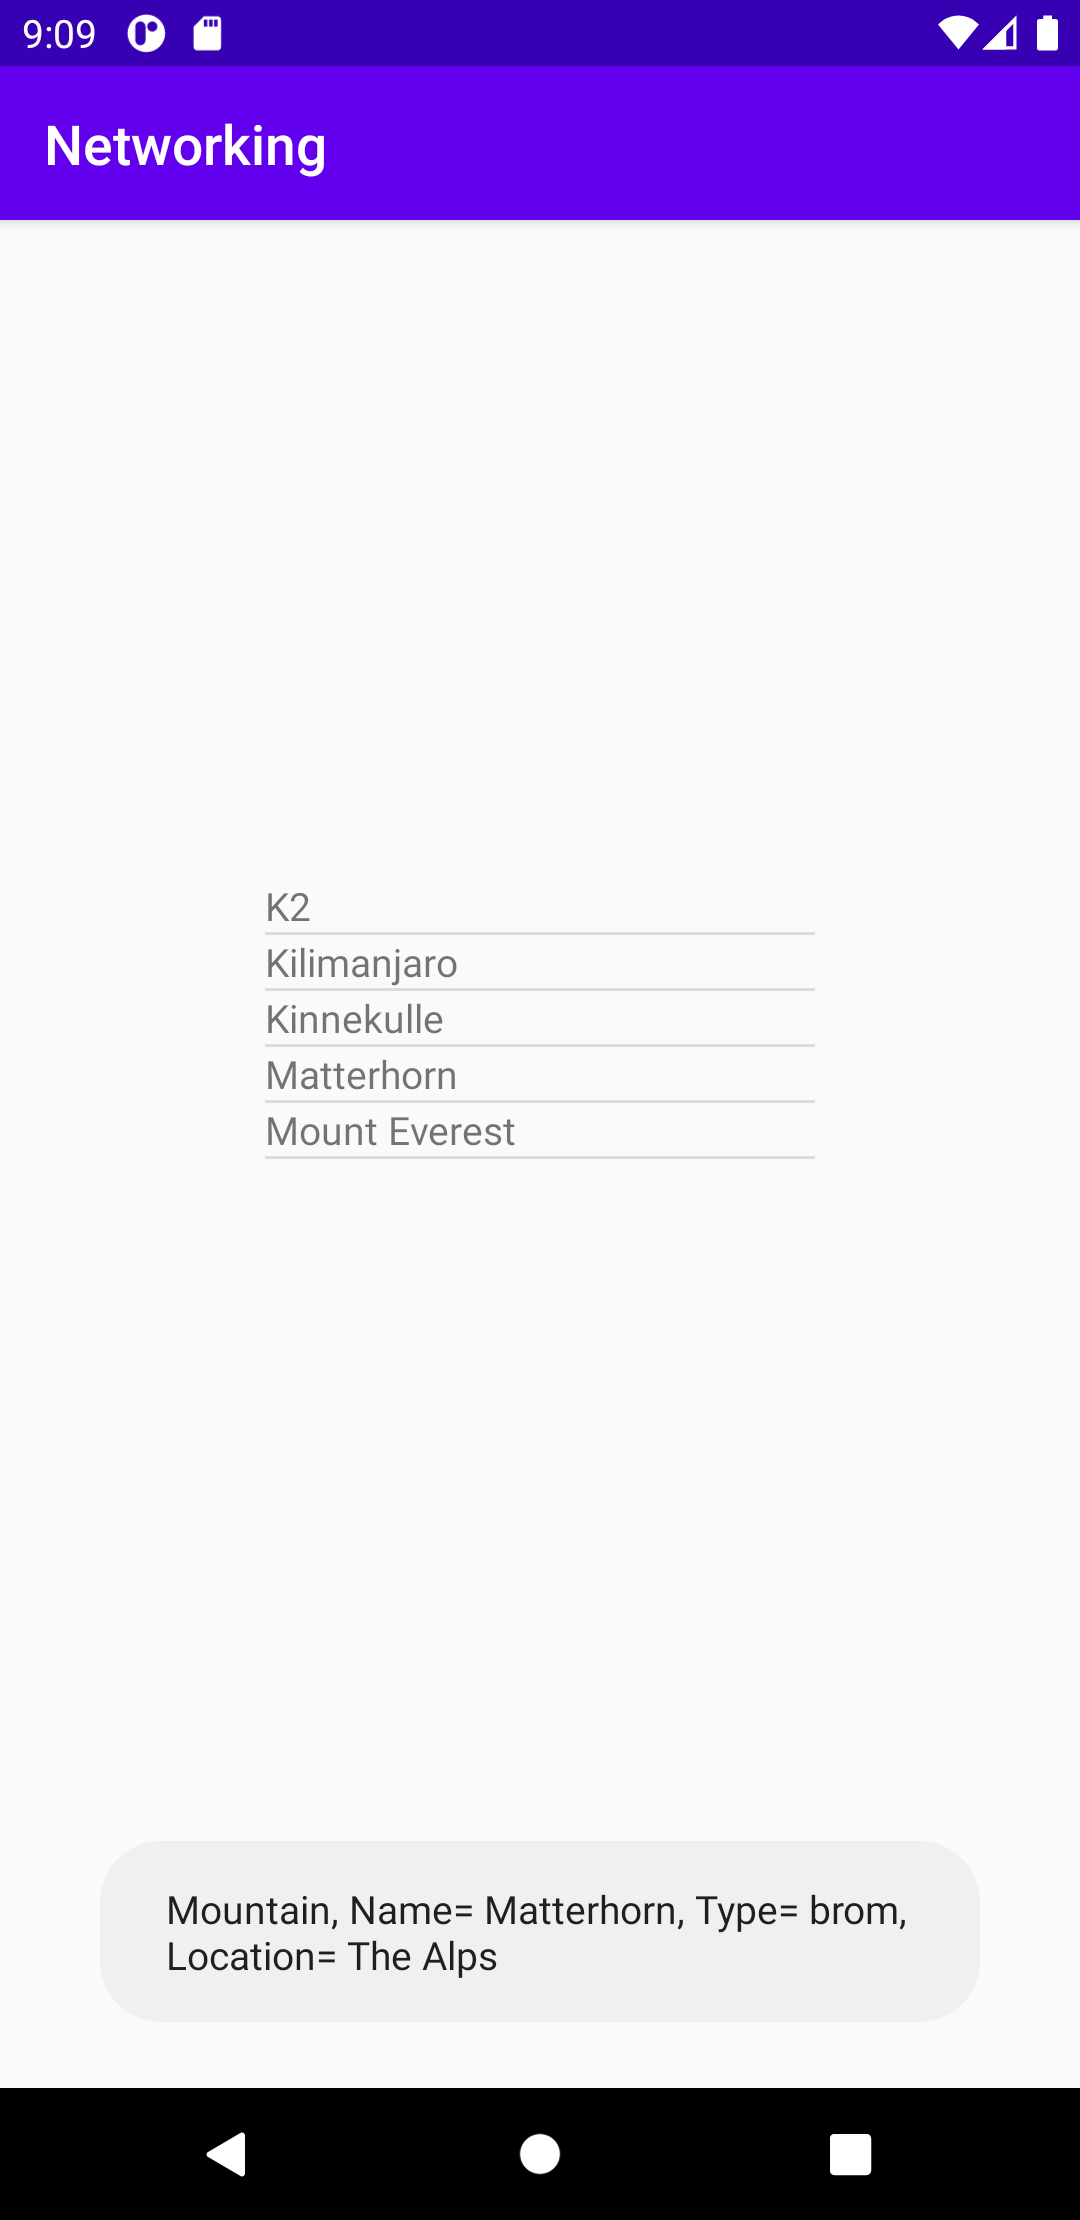 9:09
Networking
K2
Kilimanjaro
Kinnekulle
Matterhorn
Mount Everest
Mountain, Name= Matterhorn, Type= brom,
Location= The Alps